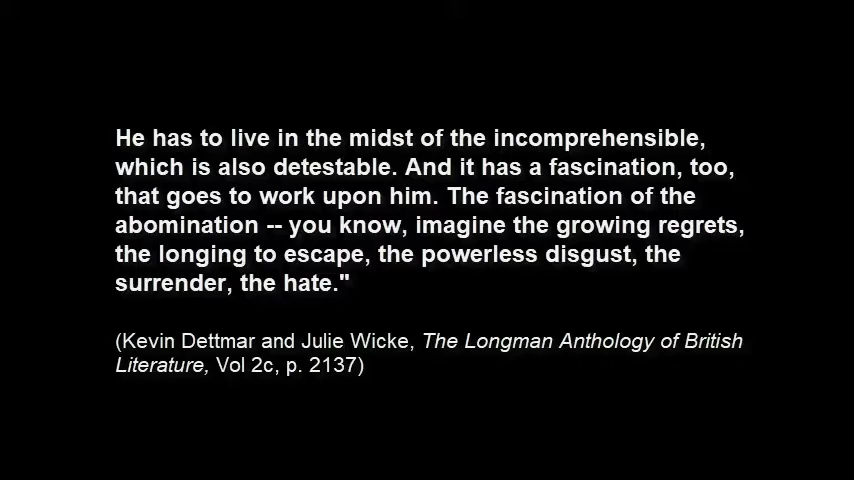 He has to live in the midst of the incomprehensible,
which is also detestable. And it has a fascination, too,
that goes to work upon him. The fascination of the
abomination -- you know, imagine the growing regrets,
the longing to escape, the powerless disgust, the
surrender, the hate."
(Kevin Dettmar and Julie Wicke, The Longman Anthology of British
Literature, Vol 2c, p. 2137)